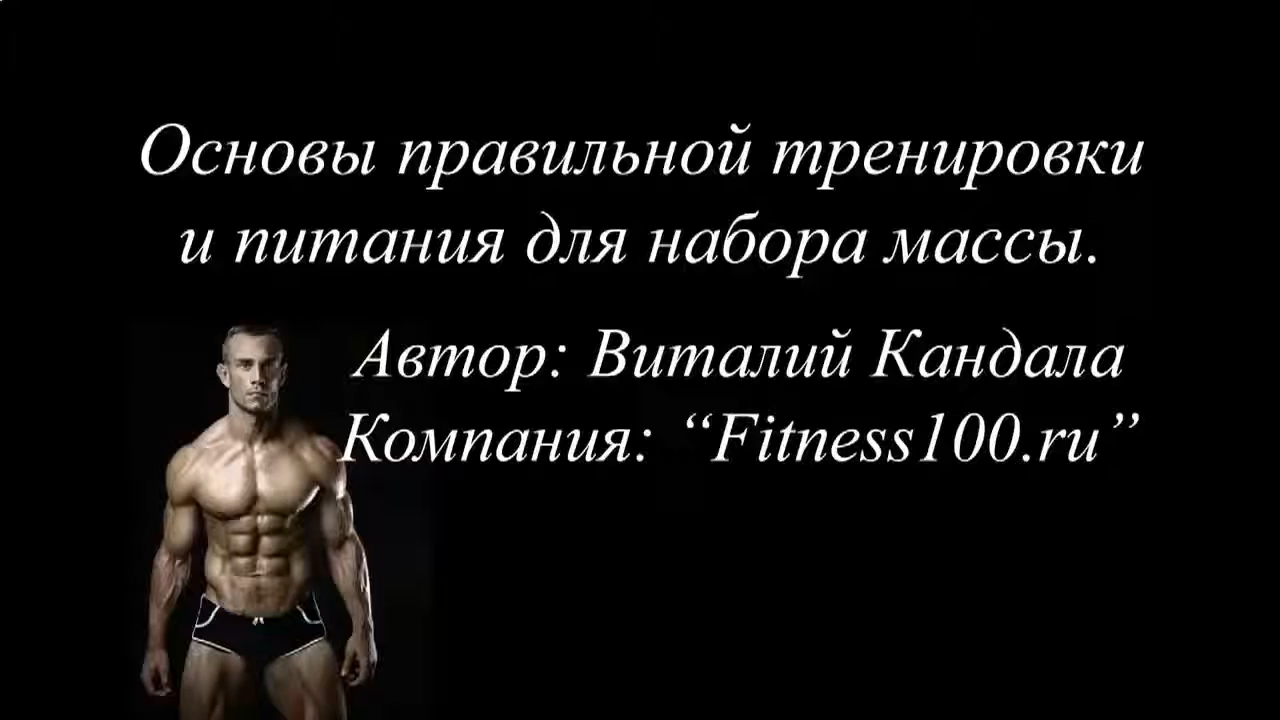 Основы правильной тренировки
и питания для набора массы.
Автор: Виталий Кандала
Компания: “Fitness100.ru”